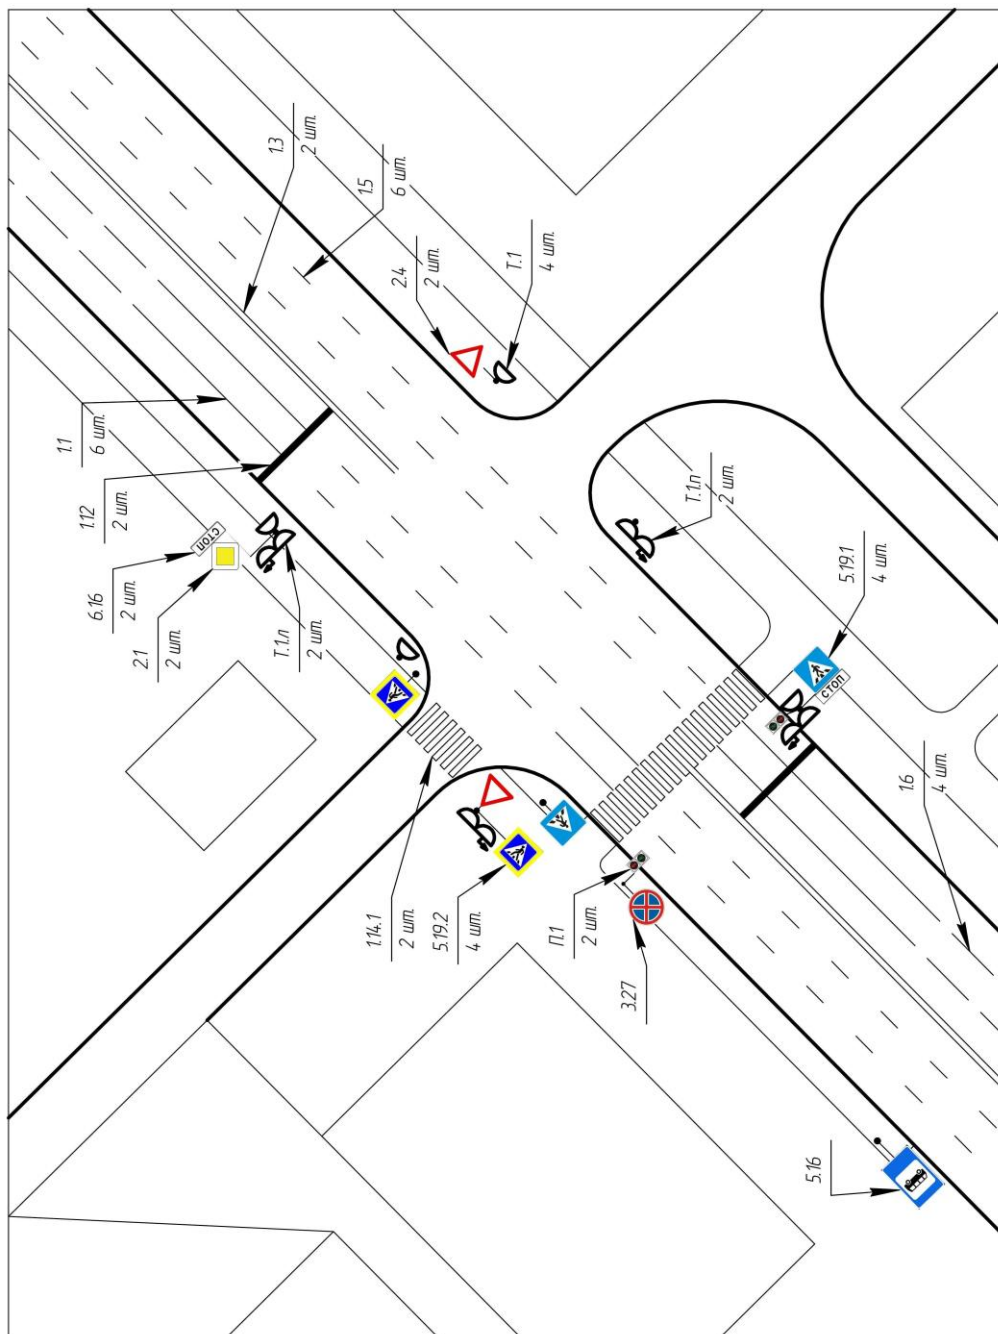 1.3
2 шт.
1.5
6 шт.
2.4
2 шт.
Т.1
4 шт.
1.1
6 шт.
1.12
2 шт.
6.16
2 шт.
2.1
2 шт.
Т.1.л
2 шт.
СТОП
Т.1.п
2 шт.
5.19.1
4 шт.
СТОП
1.6
4 шт.
1.14.1
2 шт.
5.19.2
4 шт.
П.1
2 шт.
3.27
5.16